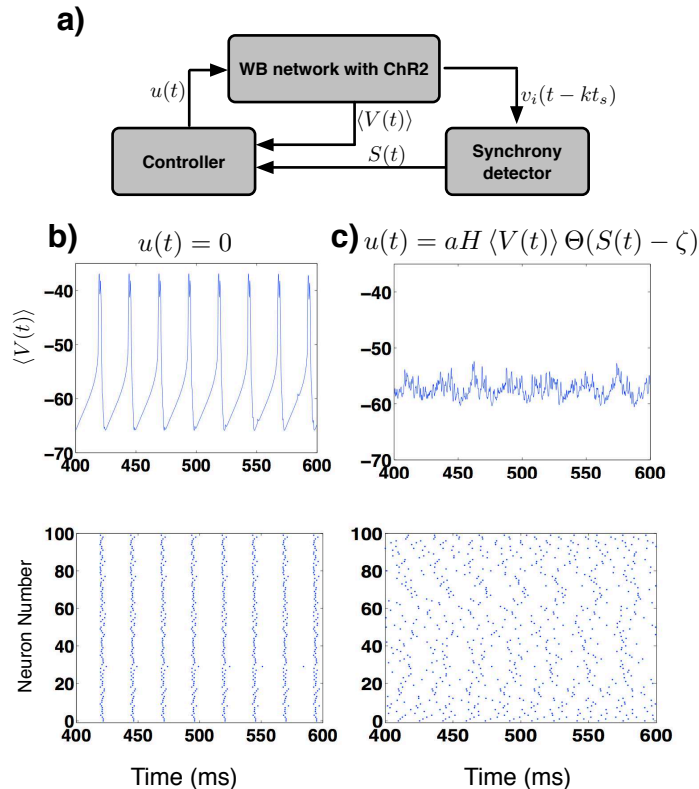 a)
WB network with ChR2
u(t)
v_i(t − kt_s)
⟨V(t)⟩
Controller
S(t)
Synchrony
detector
b)
u(t) = 0
c)
u(t) = aH ⟨V(t)⟩ Θ(S(t) − ζ)
⟨V(t)⟩
−40
−50
−60
−70
400 450 500 550 600
−40
−50
−60
−70
400 450 500 550 600
Neuron Number
100
80
60
40
20
0
400 450 500 550 600
Time (ms)
100
80
60
40
20
0
400 450 500 550 600
Time (ms)